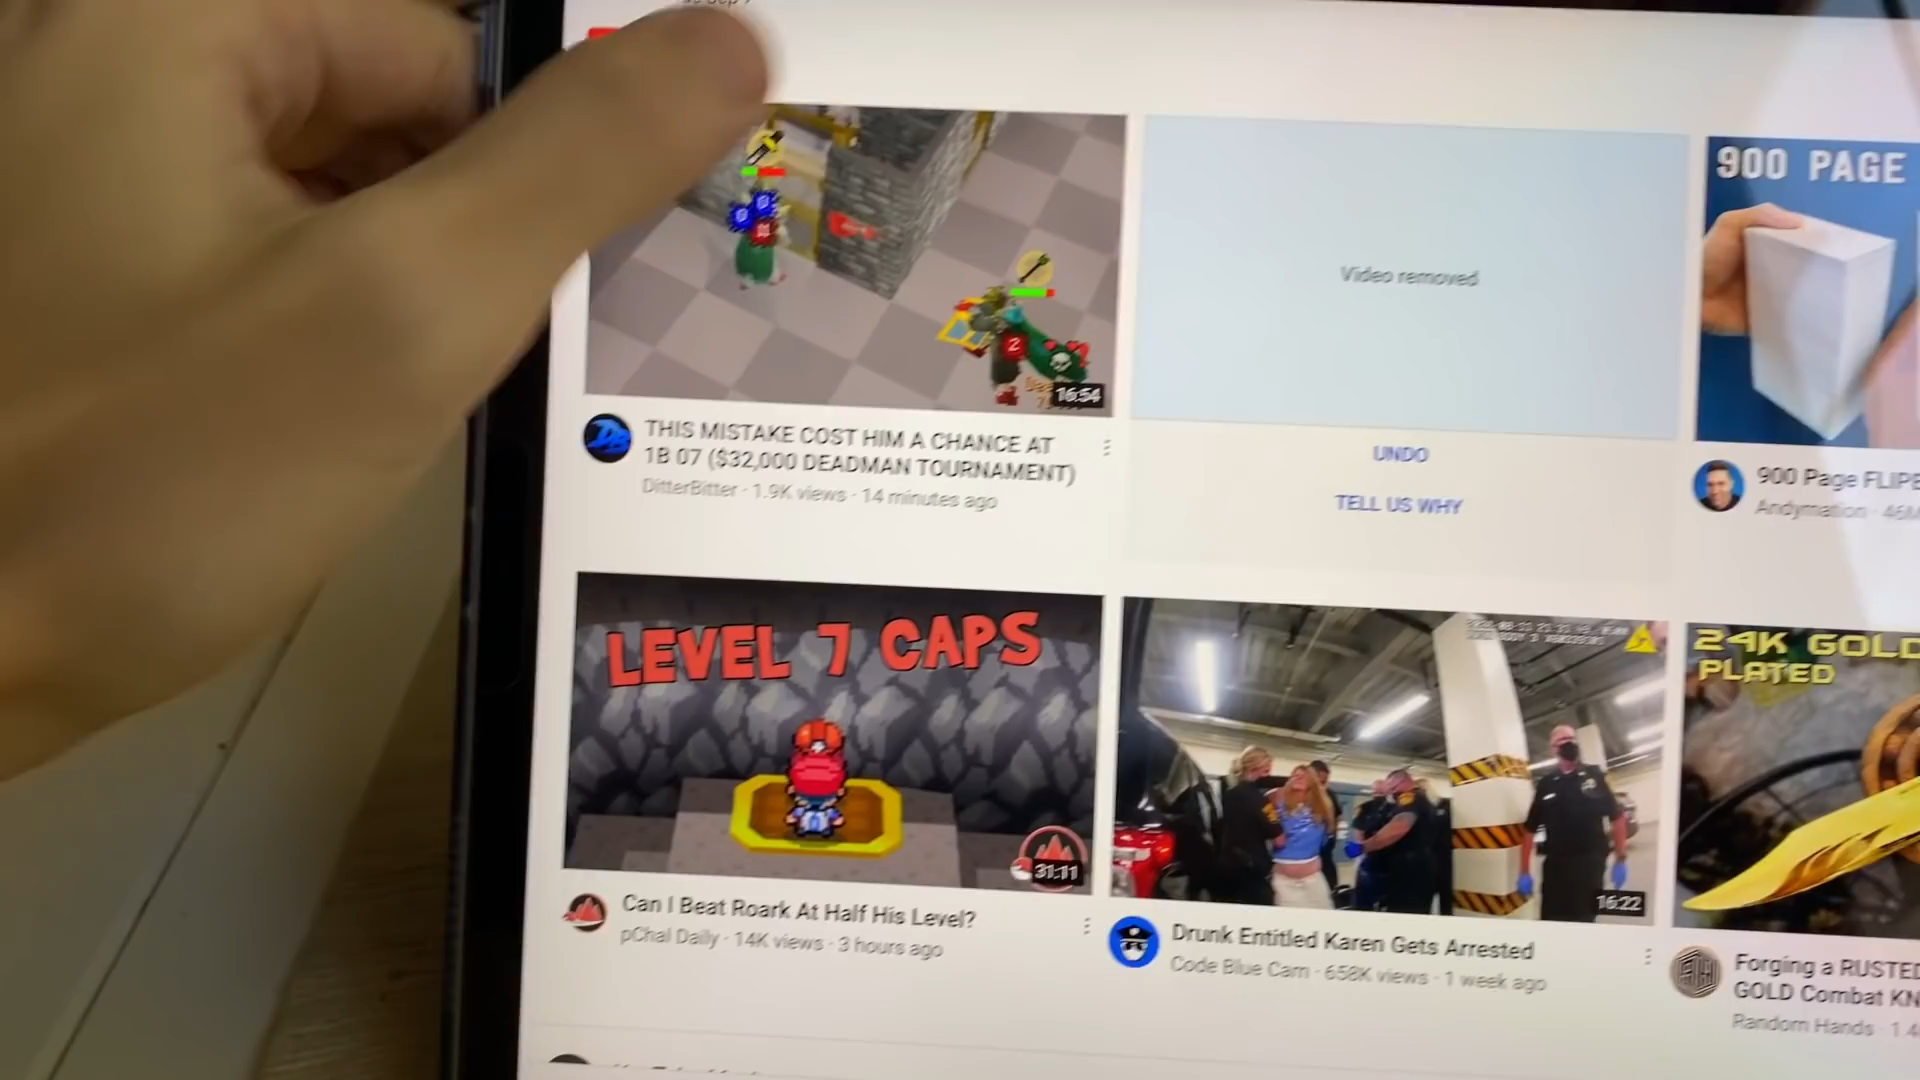 900 PAGE
Video removed
16:54
THIS MISTAKE COST HIM A CHANCE AT
1B 07 ($32,000 DEADMAN TOURNAMENT)
DitterBitter · 1.9K views · 14 minutes ago
UNDO
TELL US WHY
900 Page
Andymation
LEVEL 7 CAPS
31:11
Can I Beat Roark At Half His Level?
pChal Daily · 14K views · 3 hours ago
16:22
Drunk Entitled Karen Gets Arrested
Code Blue Cam · 658K views · 1 week ago
24K GOLD
PLATED
Forging a RUSTED
GOLD Combat
Random Hands